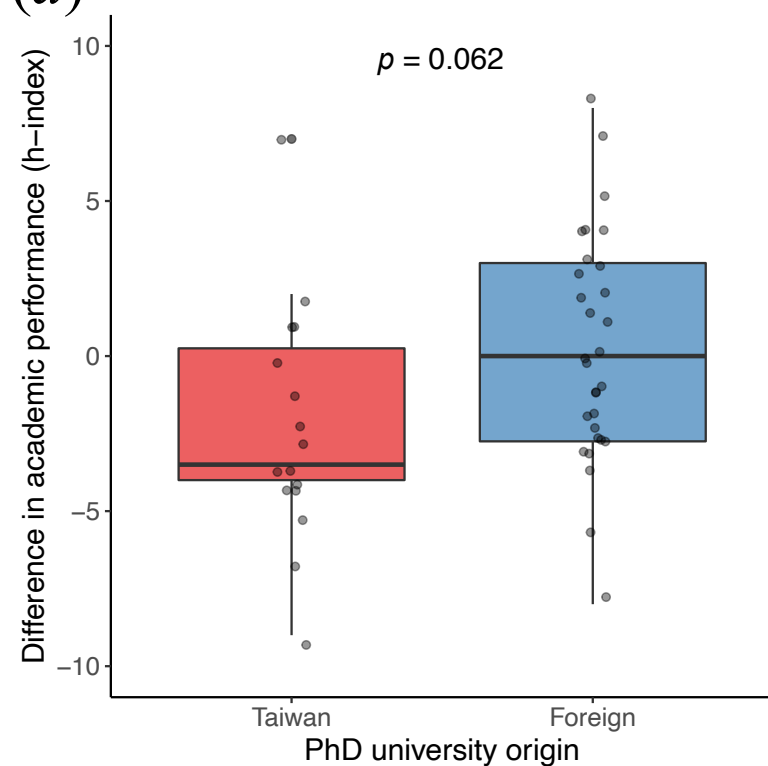 (a)
p = 0.062
Difference in academic performance (h−index)
10
5
0
−5
−10
Taiwan
Foreign
PhD university origin